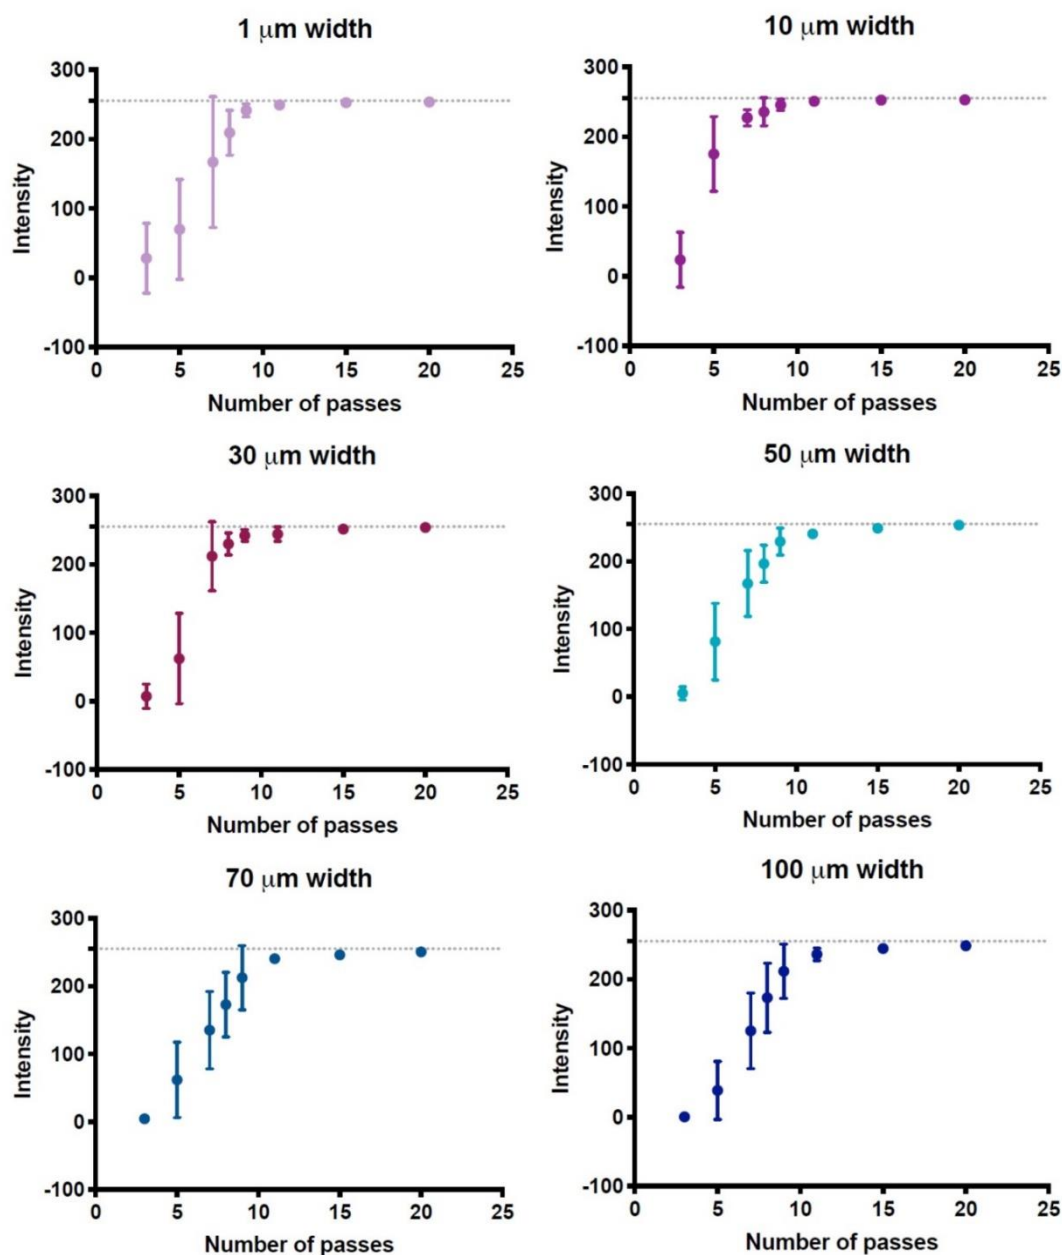 1 μm width
300
200
100
0
-100
Intensity
0 5 10 15 20 25
Number of passes
10 μm width
300
200
100
0
-100
Intensity
0 5 10 15 20 25
Number of passes
30 μm width
300
200
100
0
-100
Intensity
0 5 10 15 20 25
Number of passes
50 μm width
300
200
100
0
-100
Intensity
0 5 10 15 20 25
Number of passes
70 μm width
300
200
100
0
-100
Intensity
0 5 10 15 20 25
Number of passes
100 μm width
300
200
100
0
-100
Intensity
0 5 10 15 20 25
Number of passes